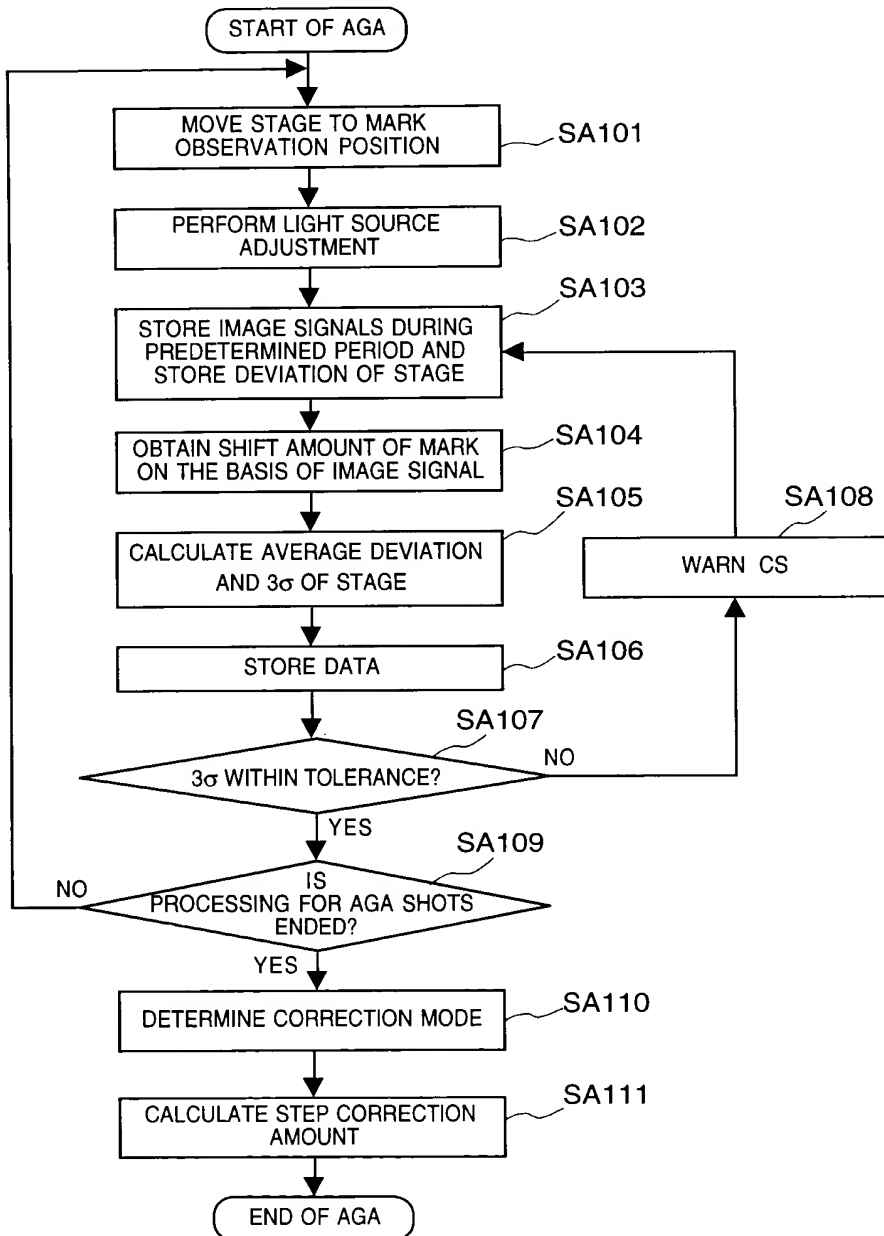 START OF AGA
MOVE STAGE TO MARK
OBSERVATION POSITION
SA101
PERFORM LIGHT SOURCE
ADJUSTMENT
SA102
SA103
STORE IMAGE SIGNALS DURING
PREDETERMINED PERIOD AND
STORE DEVIATION OF STAGE
OBTAIN SHIFT AMOUNT OF MARK
ON THE BASIS OF IMAGE SIGNAL
SA104
SA105
CALCULATE AVERAGE DEVIATION
AND 3σ OF STAGE
SA108
WARN CS
STORE DATA
SA106
SA107
3σ WITHIN TOLERANCE?
NO
YES
SA109
NO
IS
PROCESSING FOR AGA SHOTS
ENDED?
YES
DETERMINE CORRECTION MODE
SA110
CALCULATE STEP CORRECTION
AMOUNT
SA111
END OF AGA